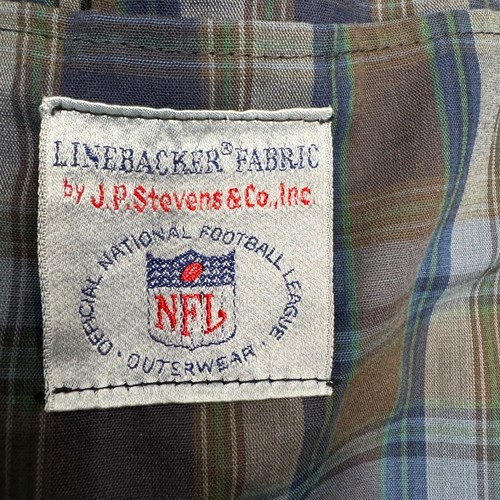 LINEBACKER® FABRIC
by J.P. Stevens & Co., Inc.
OFFICIAL NATIONAL FOOTBALL LEAGUE
NFL
· OUTERWEAR ·